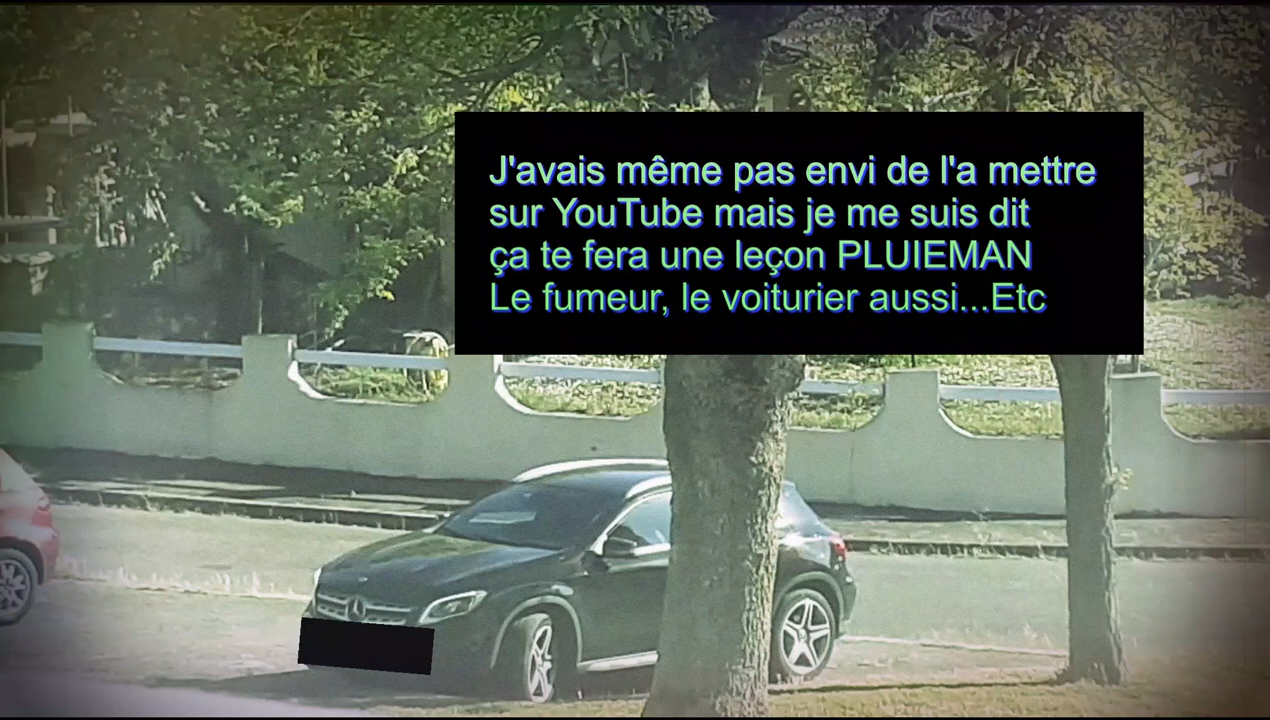 J'avais même pas envi de l'a mettre
sur YouTube mais je me suis dit
ça te fera une leçon PLUIEMAN
Le fumeur, le voiturier aussi...Etc